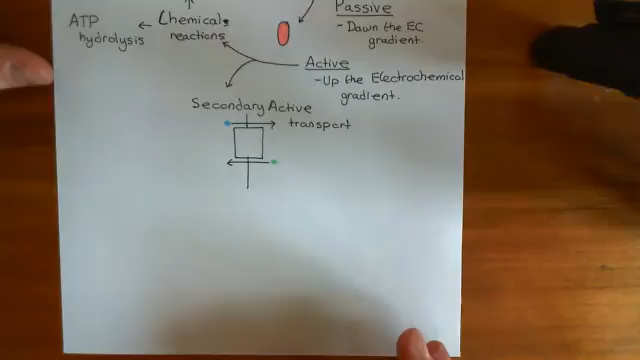 Passive
- Down the EC
gradient.
ATP
hydrolysis
Chemical
reactions
Active
- Up the Electrochemical
gradient.
Secondary Active
transport